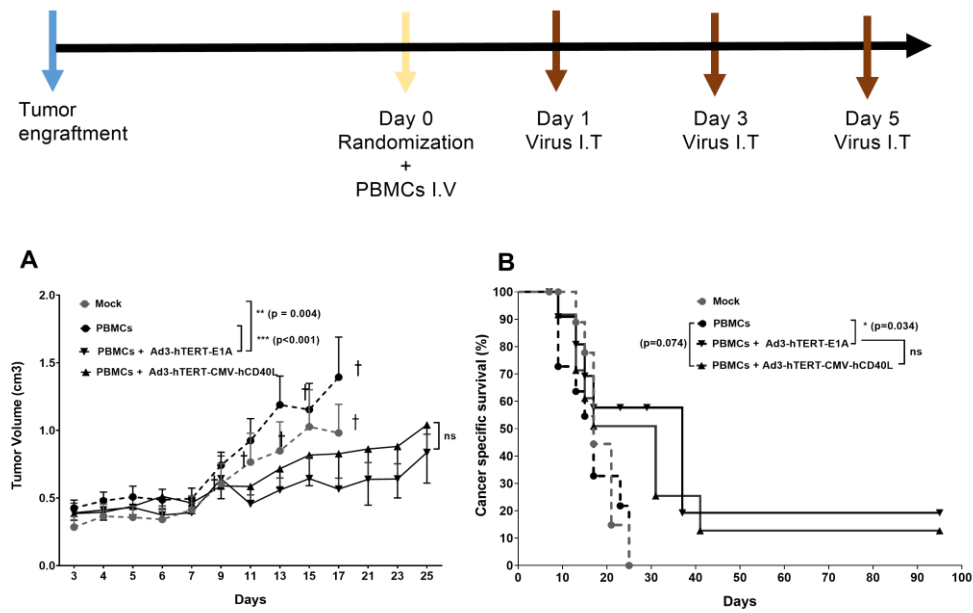 Tumor
engraftment
Day 0
Randomization
+
PBMCs I.V
Day 1
Virus I.T
Day 3
Virus I.T
Day 5
Virus I.T
A
2.0
1.5
1.0
0.5
0.0
Tumor Volume (cm3)
Mock
PBMCs
PBMCs + Ad3-hTERT-E1A
PBMCs + Ad3-hTERT-CMV-hCD40L
** (p = 0.004)
*** (p<0.001)
†
†
†
†
†
†
ns
3 4 5 6 7 9 11 13 15 17 21 23 25
Days
B
100
90
80
70
60
50
40
30
20
10
0
Cancer specific survival (%)
Mock
PBMCs
PBMCs + Ad3-hTERT-E1A
PBMCs + Ad3-hTERT-CMV-hCD40L
(p=0.074)
* (p=0.034)
ns
0 10 20 30 40 50 60 70 80 90 100
Days